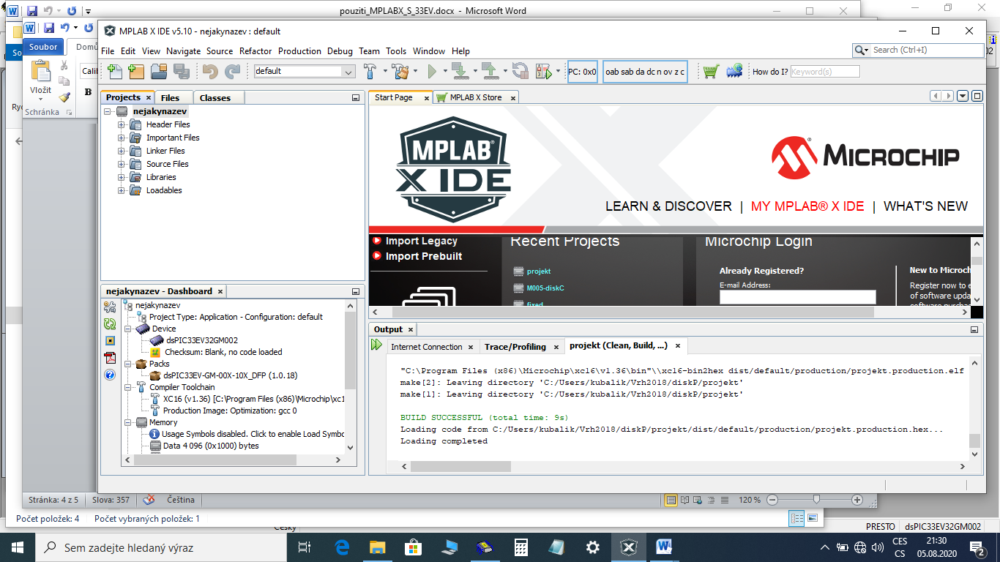 pouziti_MPLABX_S_33EV.docx - Microsoft Word
MPLAB X IDE v5.10 - nejakynazev : default
Soubor
Domů
So
File Edit View Navigate Source Refactor Production Debug Team Tools Window Help
Search (Ctrl+I)
02
Vložit
Schránka
Calib
B
default
PC: 0x0
oab sab da dc n ov z c
How do I?
Keyword(s)
Projects
Files
Classes
nejakynazev
Header Files
Important Files
Linker Files
Source Files
Libraries
Loadables
Start Page
MPLAB X Store
MPLAB®
X IDE
MICROCHIP
LEARN & DISCOVER | MY MPLAB® X IDE | WHAT'S NEW
Import Legacy
Import Prebuilt
Recent Projects
projekt
M005-diskC
fixed
Microchip Login
Already Registered?
E-mail Address:
New to Microch
Register now to e
of software upda
software purchas
nejakynazev - Dashboard
nejakynazev
Project Type: Application - Configuration: default
Device
dsPIC33EV32GM002
Checksum: Blank, no code loaded
Packs
dsPIC33EV-GM-00X-10X_DFP (1.0.18)
Compiler Toolchain
XC16 (v1.36) [C:\Program Files (x86)\Microchip\xc1
Production Image: Optimization: gcc 0
Memory
Usage Symbols disabled. Click to enable Load Symbo
Data 4 096 (0x1000) bytes
Output
Internet Connection
Trace/Profiling
projekt (Clean, Build, ...)
"C:\Program Files (x86)\Microchip\xc16\v1.36\bin"\\xc16-bin2hex dist/default/production/projekt.production.elf
make[2]: Leaving directory 'C:/Users/kubalik/Vrh2018/diskP/projekt'
make[1]: Leaving directory 'C:/Users/kubalik/Vrh2018/diskP/projekt'
BUILD SUCCESSFUL (total time: 9s)
Loading code from C:/Users/kubalik/Vrh2018/diskP/projekt/dist/default/production/projekt.production.hex...
Loading completed
Stránka: 4 z 5
Slova: 357
Čeština
120 %
Počet položek: 4
Počet vybraných položek: 1
Česky
PRESTO
dsPIC33EV32GM002
Sem zadejte hledaný výraz
CES
CS
21:30
05.08.2020
2